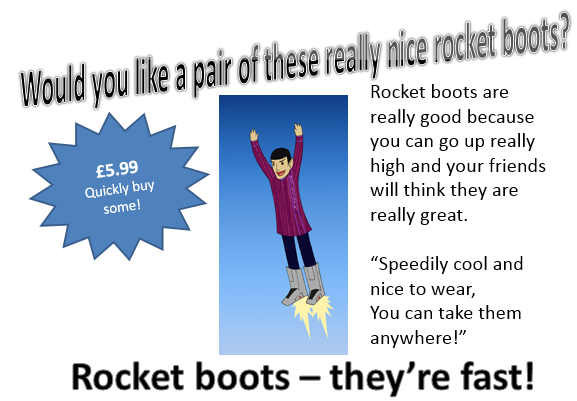 Would you like a pair of these really nice rocket boots?
£5.99
Quickly buy
some!
Rocket boots are
really good because
you can go up really
high and your friends
will think they are
really great.
“Speedily cool and
nice to wear,
You can take them
anywhere!”
Rocket boots – they’re fast!